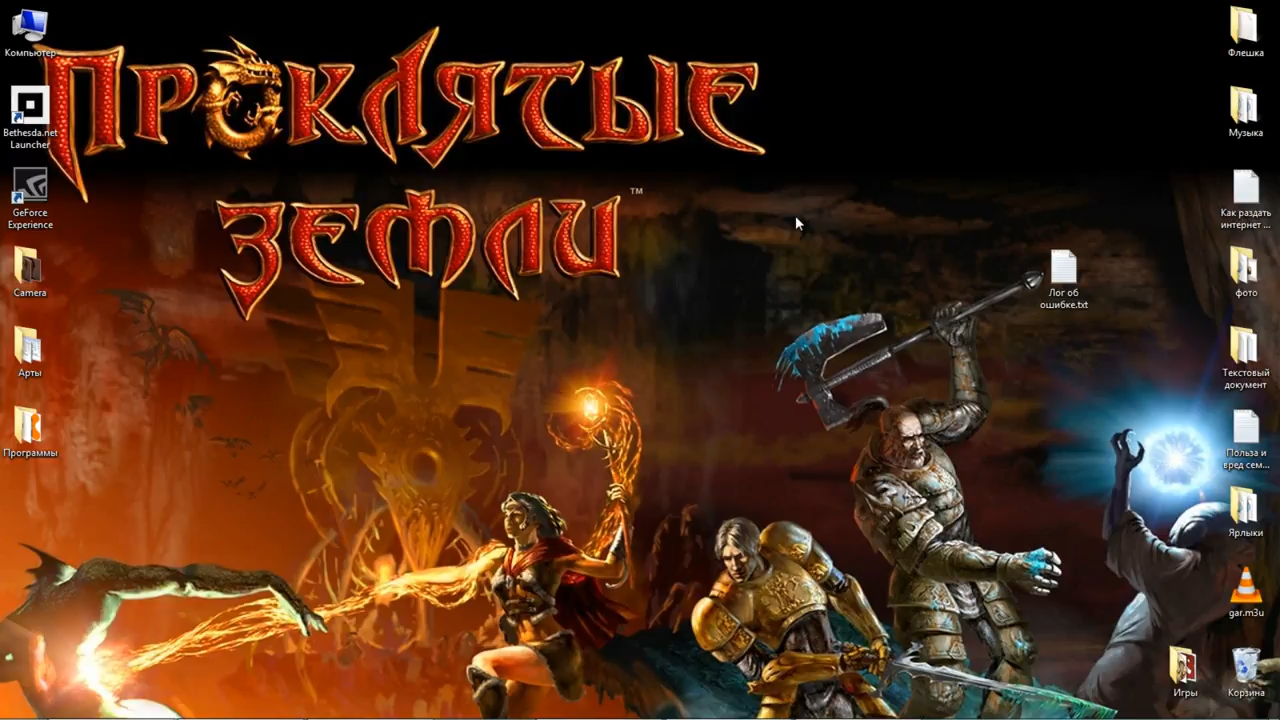 Компьютер
Bethesda.net
Launcher
GeForce
Experience
Camera
Арты
Программы
ПРОКЛЯТЫЕ
ЗЕМЛИ
™
Лог об
ошибке.txt
Флешка
Музыка
Как раздать
интернет ...
фото
Текстовый
документ
Польза и
вред сем...
Ярлыки
gar.m3u
Игры
Корзина